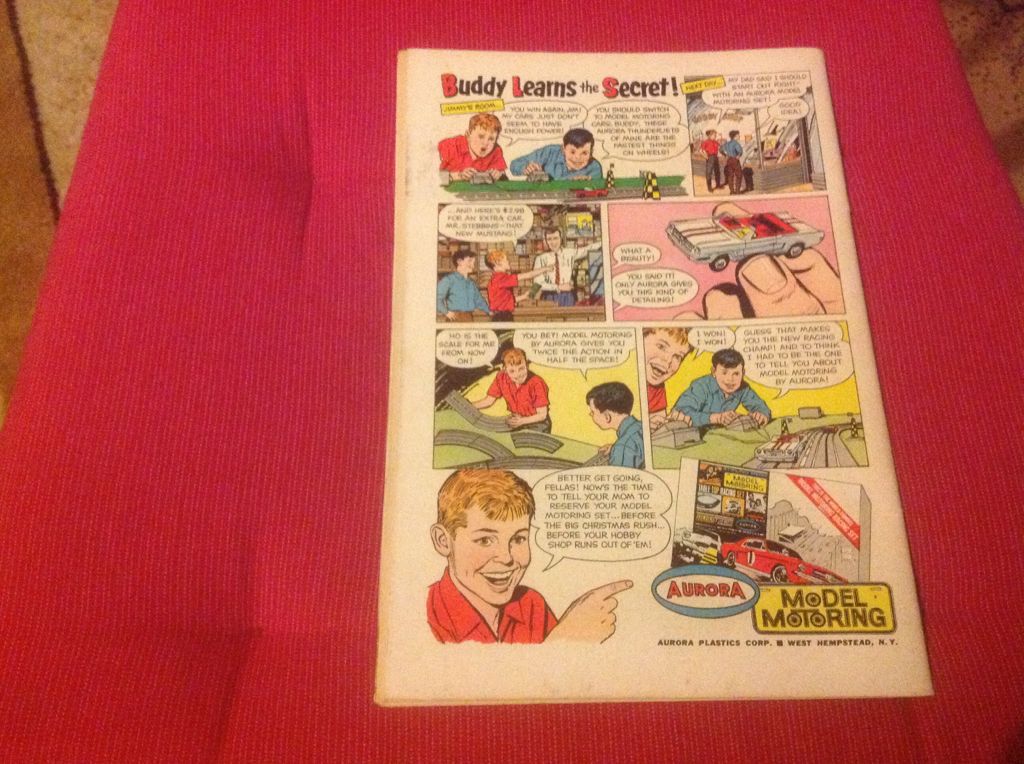 Buddy Learns the Secret!
JIMMY'S ROOM...
YOU WIN AGAIN, JIM!
MY CARS JUST DON'T
SEEM TO HAVE
ENOUGH POWER!
YOU SHOULD SWITCH
TO MODEL MOTORING
CARS, BUDDY, THESE
AURORA THUNDERJETS
OF MINE ARE THE
FASTEST THINGS
ON WHEELS!
NEXT DAY...
MY DAD SAID I SHOULD
START OUT RIGHT-
WITH AN AURORA MODEL
MOTORING SET!
GOOD
IDEA!
HOBBY
...AND HERE'S $2.98
FOR AN EXTRA CAR,
MR. STEBBINS-THAT
NEW MUSTANG!
WHAT A
BEAUTY!
YOU SAID IT!
ONLY AURORA GIVES
YOU THIS KIND OF
DETAILING!
HO IS THE
SCALE FOR ME
FROM NOW
ON!
YOU BET! MODEL MOTORING
BY AURORA GIVES YOU
TWICE THE ACTION IN
HALF THE SPACE!
I WON!
I WON!
GUESS THAT MAKES
YOU THE NEW RACING
CHAMP! AND TO THINK
I HAD TO BE THE ONE
TO TELL YOU ABOUT
MODEL MOTORING
BY AURORA!
BETTER GET GOING,
FELLAS! NOW'S THE TIME
TO TELL YOUR MOM TO
RESERVE YOUR MODEL
MOTORING SET...BEFORE
THE BIG CHRISTMAS RUSH...
BEFORE YOUR HOBBY
SHOP RUNS OUT OF 'EM!
MODEL
MOTORING
TABLE TOP RACING SET
1
AURORA
MODEL
MOTORING
AURORA PLASTICS CORP. ■ WEST HEMPSTEAD, N.Y.